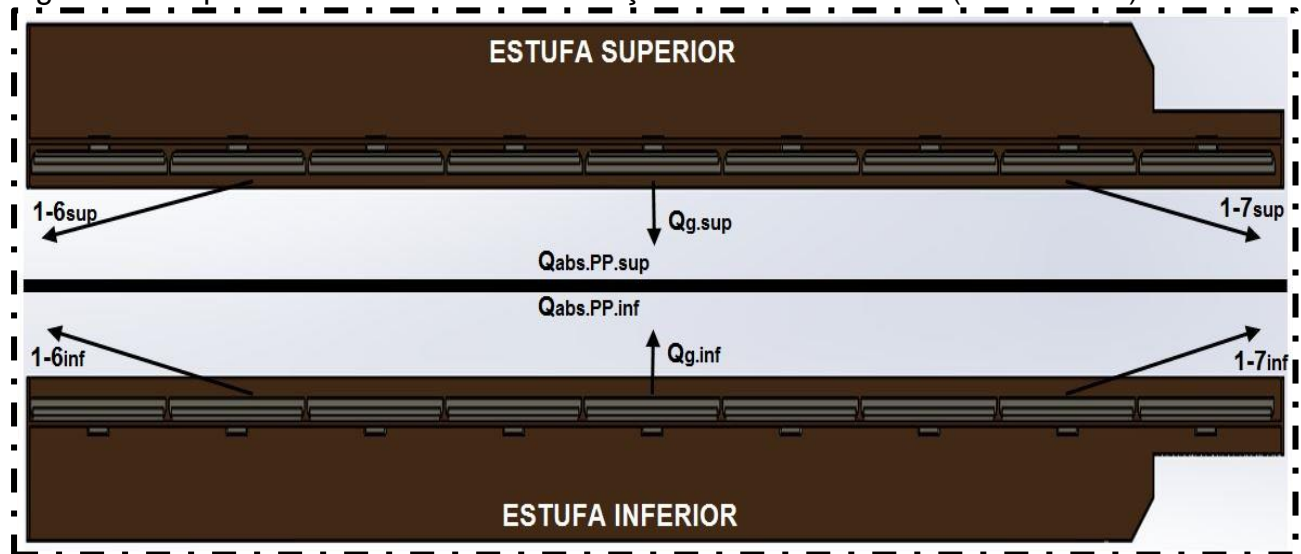 ESTUFA SUPERIOR
1-6sup
Qg.sup
1-7sup
Qabs.PP.sup
Qabs.PP.inf
1-6inf
Qg.inf
1-7inf
ESTUFA INFERIOR